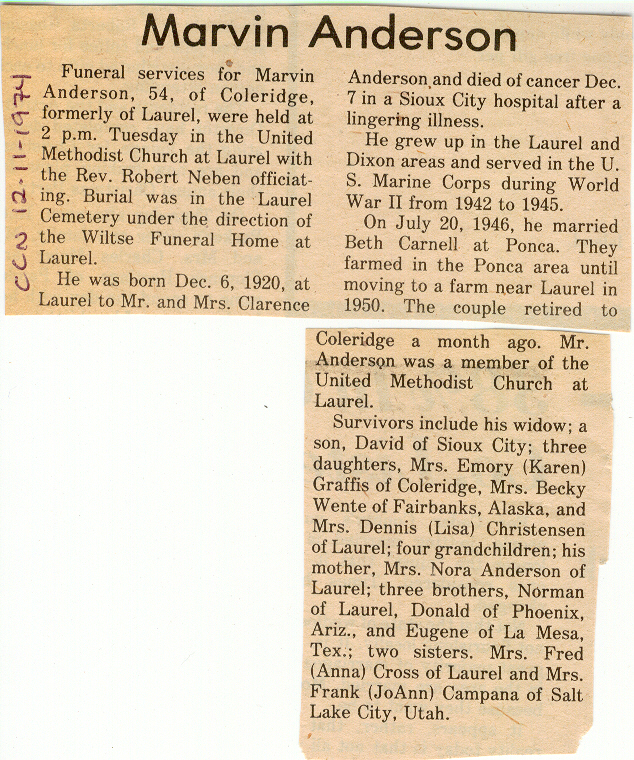 Marvin Anderson
CCN 12-11-1974
Funeral services for Marvin
Anderson, 54, of Coleridge,
formerly of Laurel, were held at
2 p.m. Tuesday in the United
Methodist Church at Laurel with
the Rev. Robert Neben officiat-
ing. Burial was in the Laurel
Cemetery under the direction of
the Wiltse Funeral Home at
Laurel.
He was born Dec. 6, 1920, at
Laurel to Mr. and Mrs. Clarence
Anderson and died of cancer Dec.
7 in a Sioux City hospital after a
lingering illness.
He grew up in the Laurel and
Dixon areas and served in the U.
S. Marine Corps during World
War II from 1942 to 1945.
On July 20, 1946, he married
Beth Carnell at Ponca. They
farmed in the Ponca area until
moving to a farm near Laurel in
1950. The couple retired to
Coleridge a month ago. Mr.
Anderson was a member of the
United Methodist Church at
Laurel.
Survivors include his widow; a
son, David of Sioux City; three
daughters, Mrs. Emory (Karen)
Graffis of Coleridge, Mrs. Becky
Wente of Fairbanks, Alaska, and
Mrs. Dennis (Lisa) Christensen
of Laurel; four grandchildren; his
mother, Mrs. Nora Anderson of
Laurel; three brothers, Norman
of Laurel, Donald of Phoenix,
Ariz., and Eugene of La Mesa,
Tex.; two sisters. Mrs. Fred
(Anna) Cross of Laurel and Mrs.
Frank (JoAnn) Campana of Salt
Lake City, Utah.